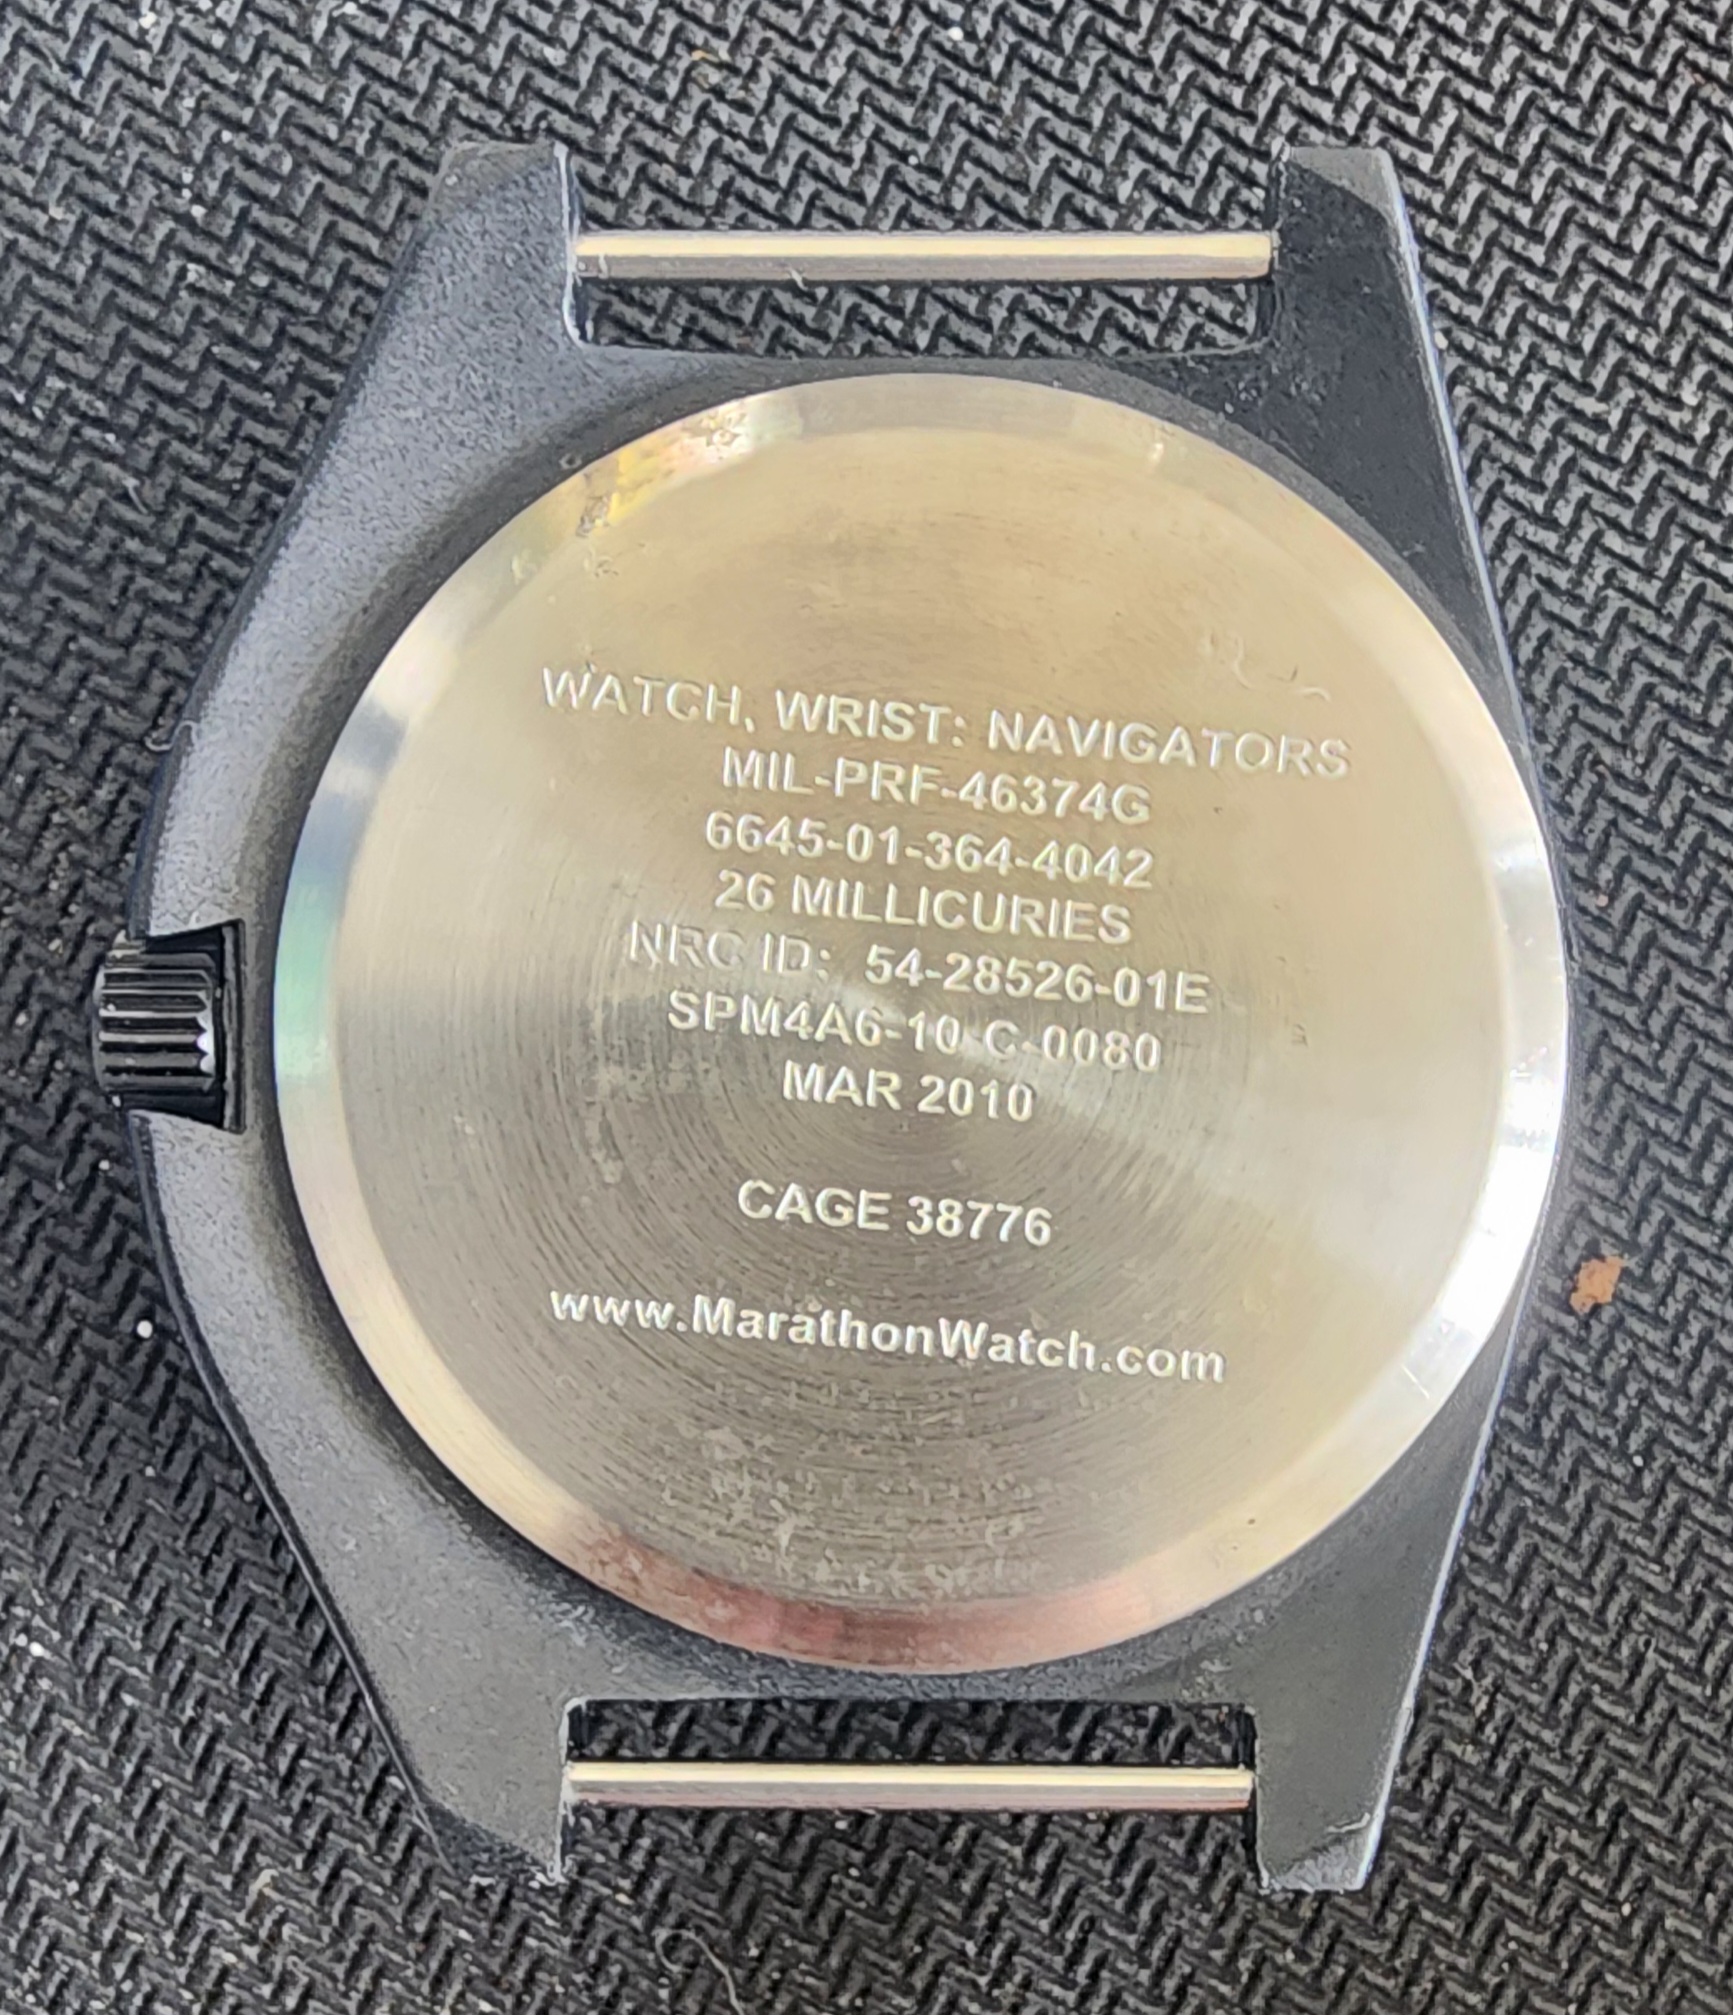 WATCH, WRIST: NAVIGATORS
MIL-PRF-46374G
6645-01-364-4042
26 MILLICURIES
NRC ID: 54-28526-01E
SPM4A6-10-C-0080
MAR 2010
CAGE 38776
www.MarathonWatch.com